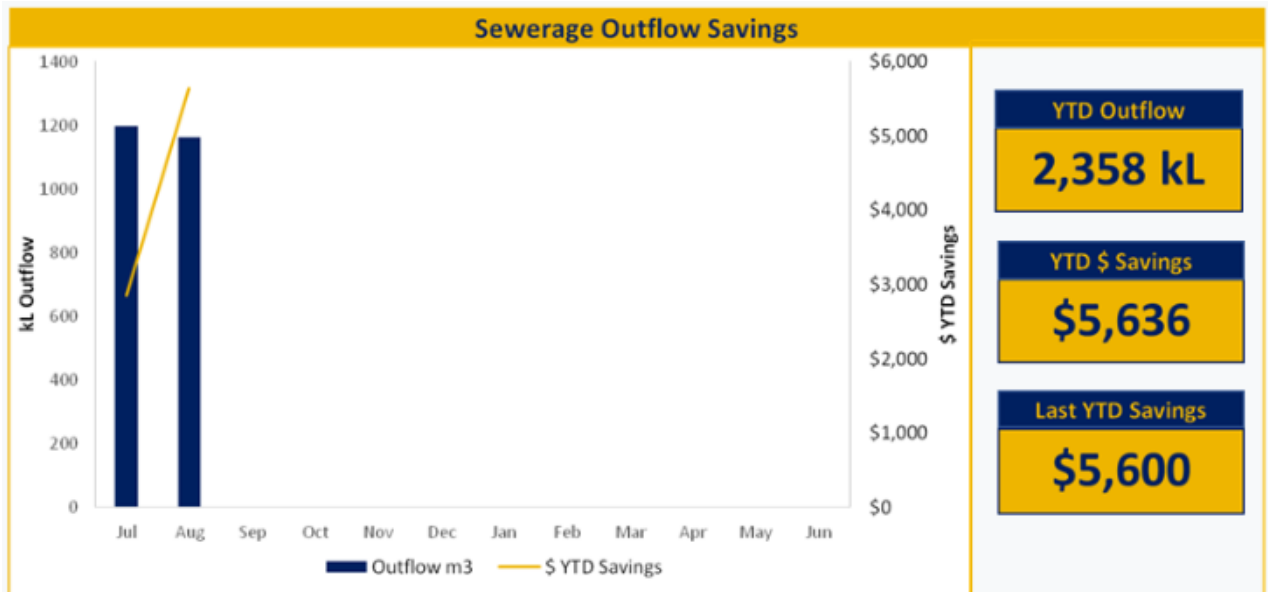 Sewerage Outflow Savings
1400
1200
1000
800
600
400
200
0
kL Outflow
$6,000
$5,000
$4,000
$3,000
$2,000
$1,000
$0
$ YTD Savings
Jul Aug Sep Oct Nov Dec Jan Feb Mar Apr May Jun
Outflow m3 $ YTD Savings
YTD Outflow
2,358 kL
YTD $ Savings
$5,636
Last YTD Savings
$5,600